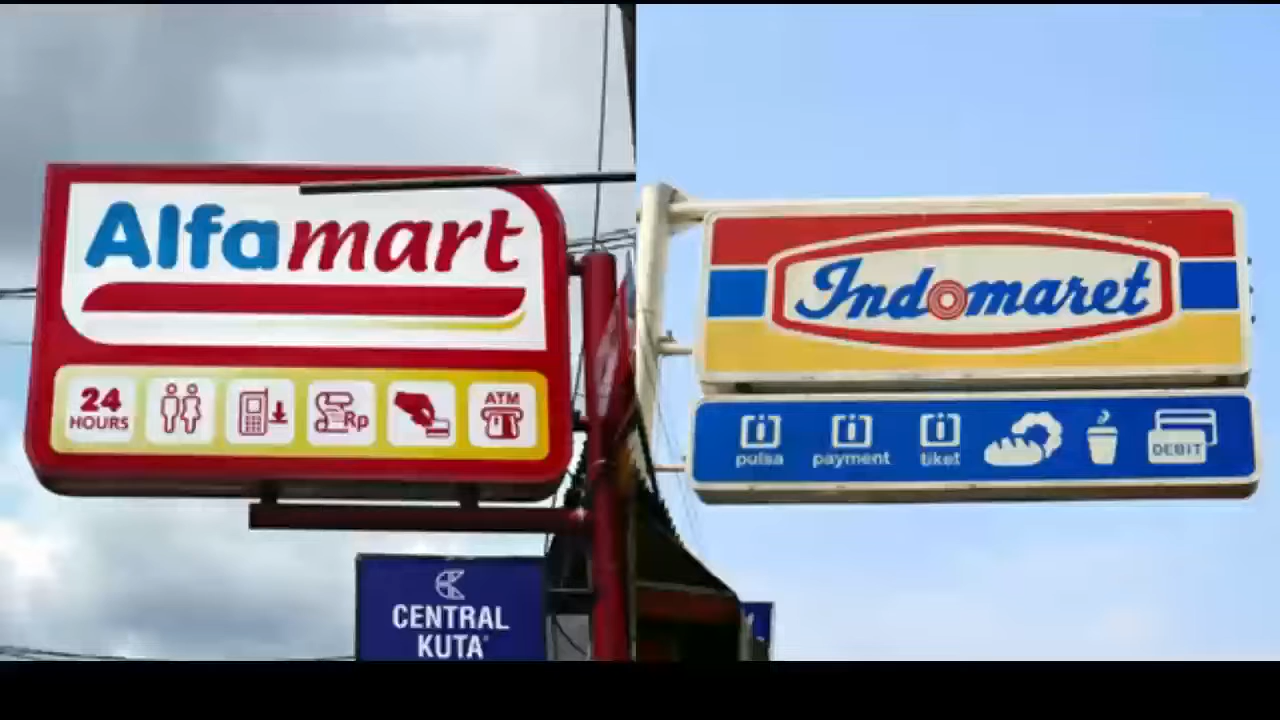 Alfamart
24
HOURS
Rp
ATM
CENTRAL
KUTA
Indomaret
pulsa
payment
tiket
DEBIT